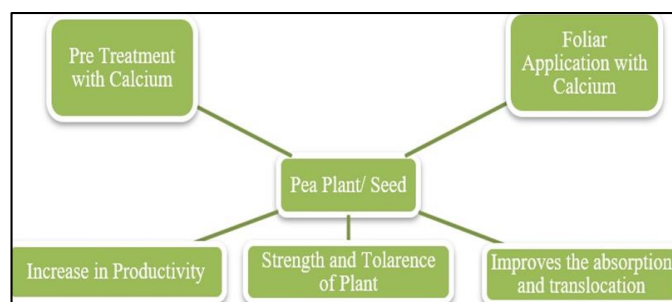 Pre Treatment
with Calcium
Foliar
Application with
Calcium
Pea Plant/ Seed
Increase in Productivity
Strength and Tolarence
of Plant
Improves the absorption
and translocation